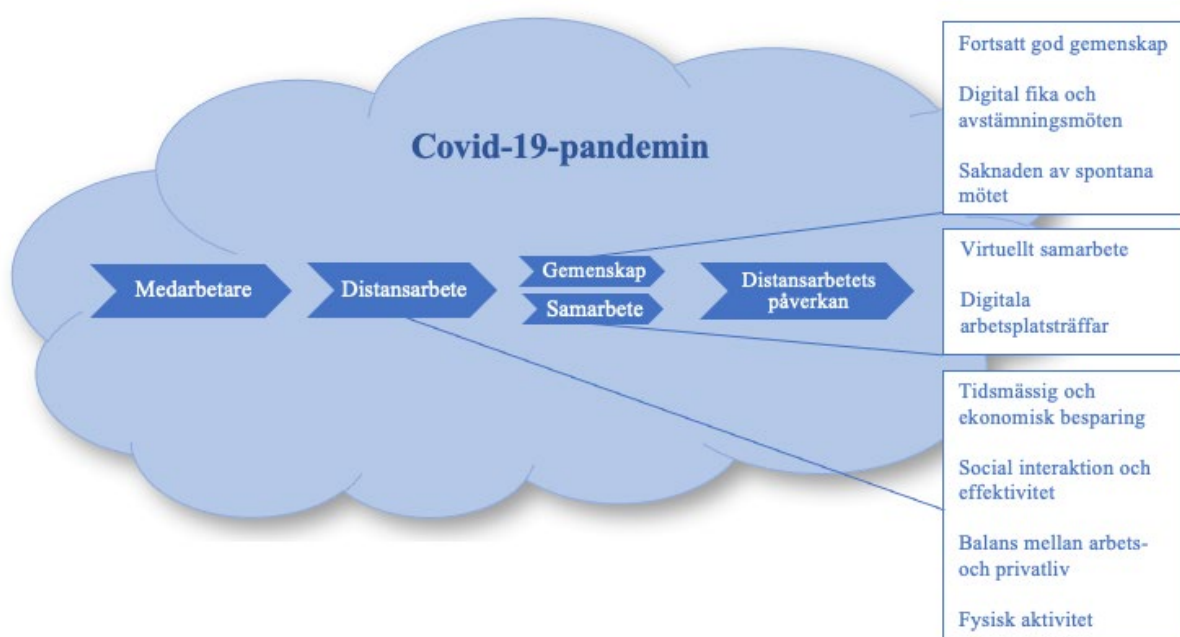 Covid-19-pandemin
Medarbetare
Distansarbete
Gemenskap
Samarbete
Distansarbetets
påverkan
Fortsatt god gemenskap
Digital fika och
avstämningsmöten
Saknaden av spontana
mötet
Virtuellt samarbete
Digitala
arbetsplatsträffar
Tidsmässig och
ekonomisk besparing
Social interaktion och
effektivitet
Balans mellan arbets-
och privatliv
Fysisk aktivitet